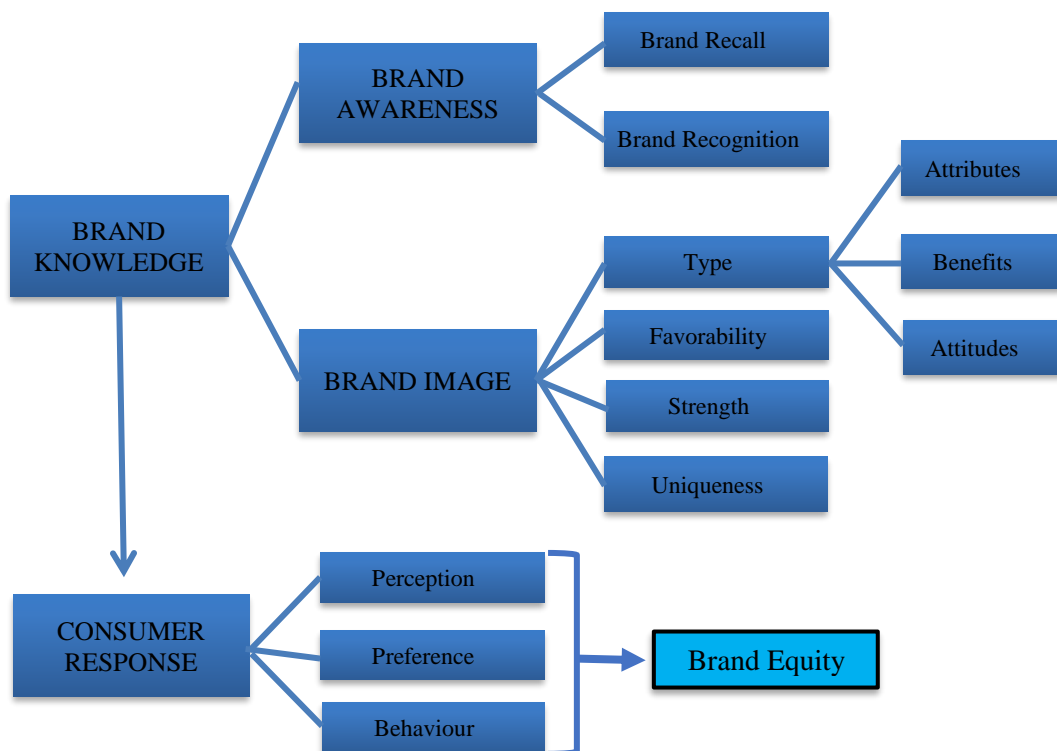 BRAND
KNOWLEDGE
BRAND
AWARENESS
Brand Recall
Brand Recognition
BRAND IMAGE
Type
Favorability
Strength
Uniqueness
Attributes
Benefits
Attitudes
CONSUMER
RESPONSE
Perception
Preference
Behaviour
Brand Equity